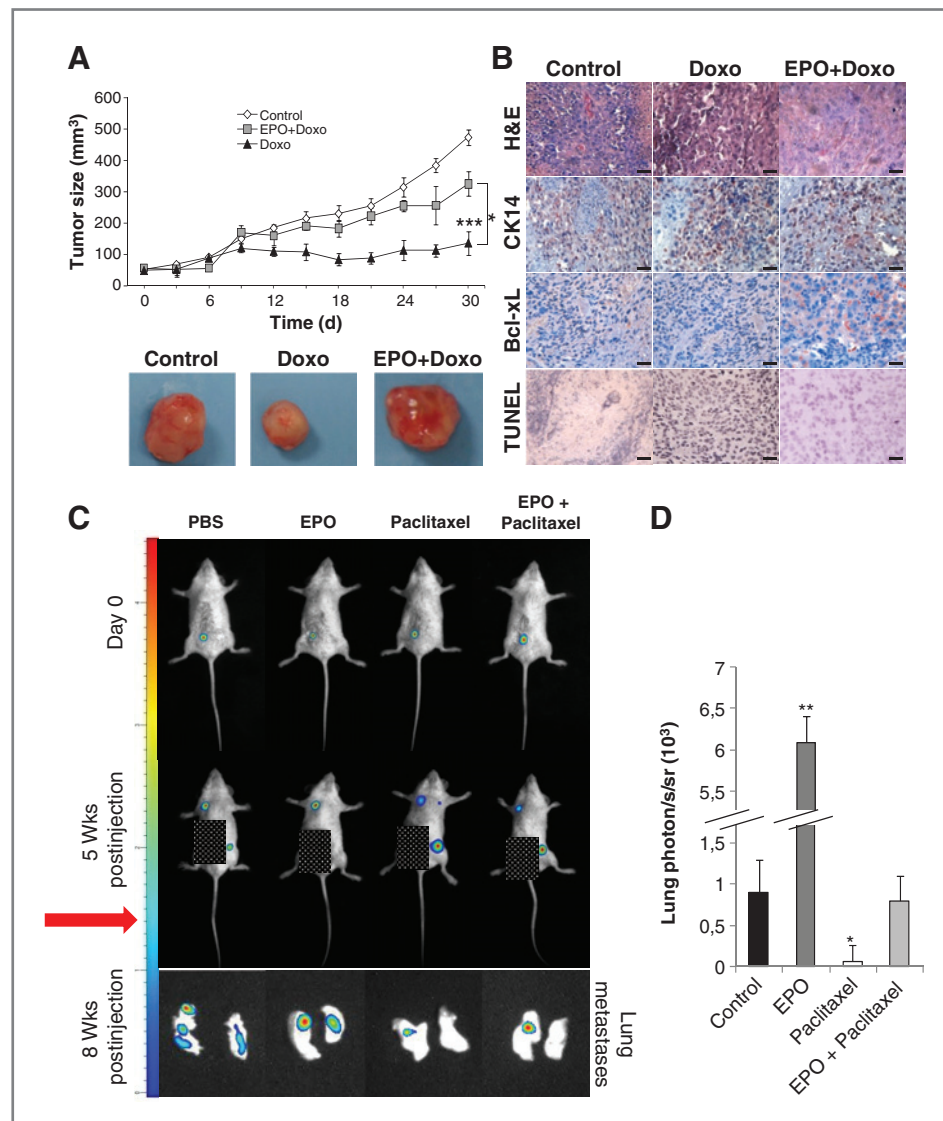 A
Tumor size (mm³)
600
500
400
300
200
100
0
Control
EPO+Doxo
Doxo
***
*
0 6 12 18 24 30
Time (d)
Control Doxo EPO+Doxo
B
Control Doxo EPO+Doxo
H&E
CK14
Bcl-xL
TUNEL
C
PBS EPO Paclitaxel EPO + Paclitaxel
Day 0
5 Wks postinjection
8 Wks postinjection
Lung metastases
D
Lung photon/s/sr (10³)
7
6,5
6
5,5
1,5
1
0,5
0
**
*
Control
EPO
Paclitaxel
EPO + Paclitaxel